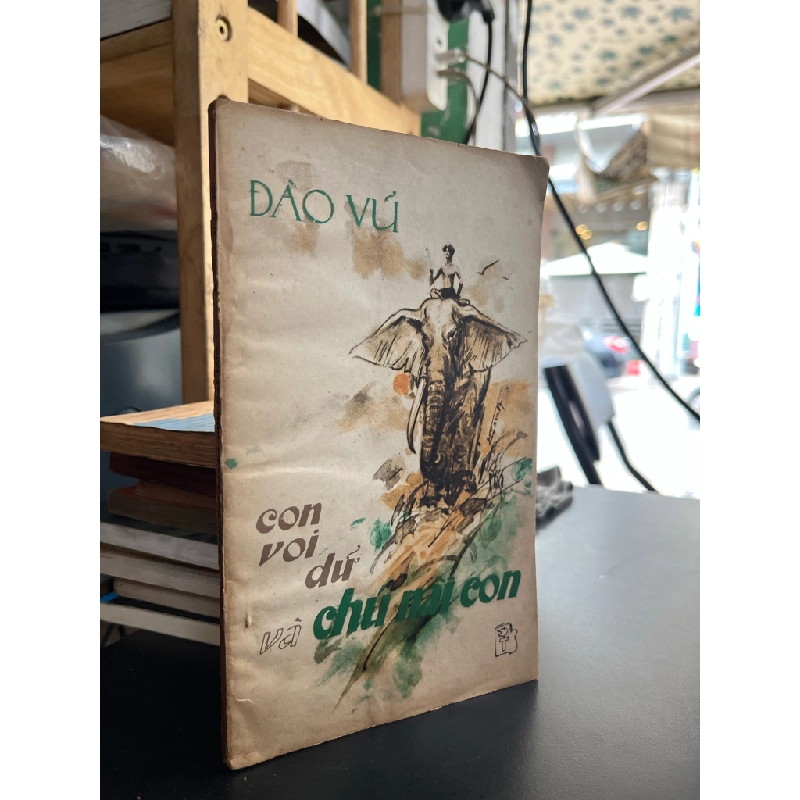 ĐÀO VŨ
con
voi
dữ
và chú nài con